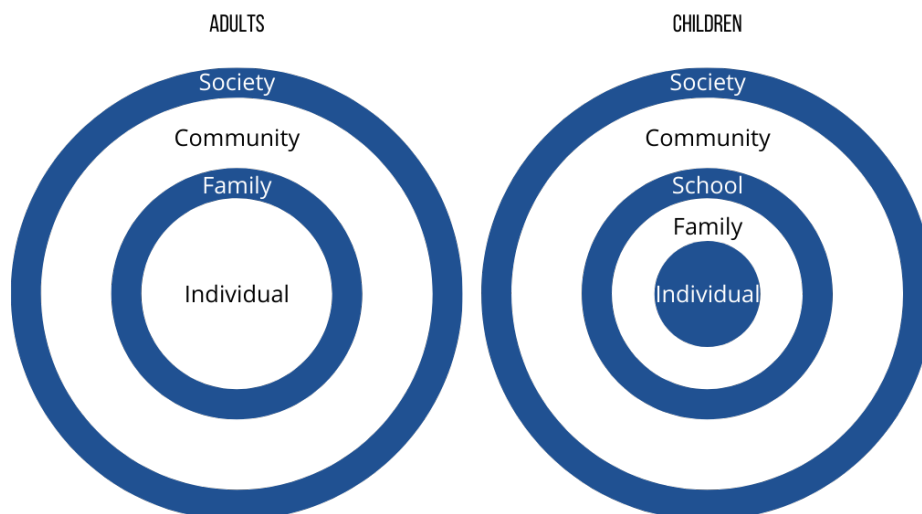 ADULTS
Society
Community
Family
Individual
CHILDREN
Society
Community
School
Family
Individual